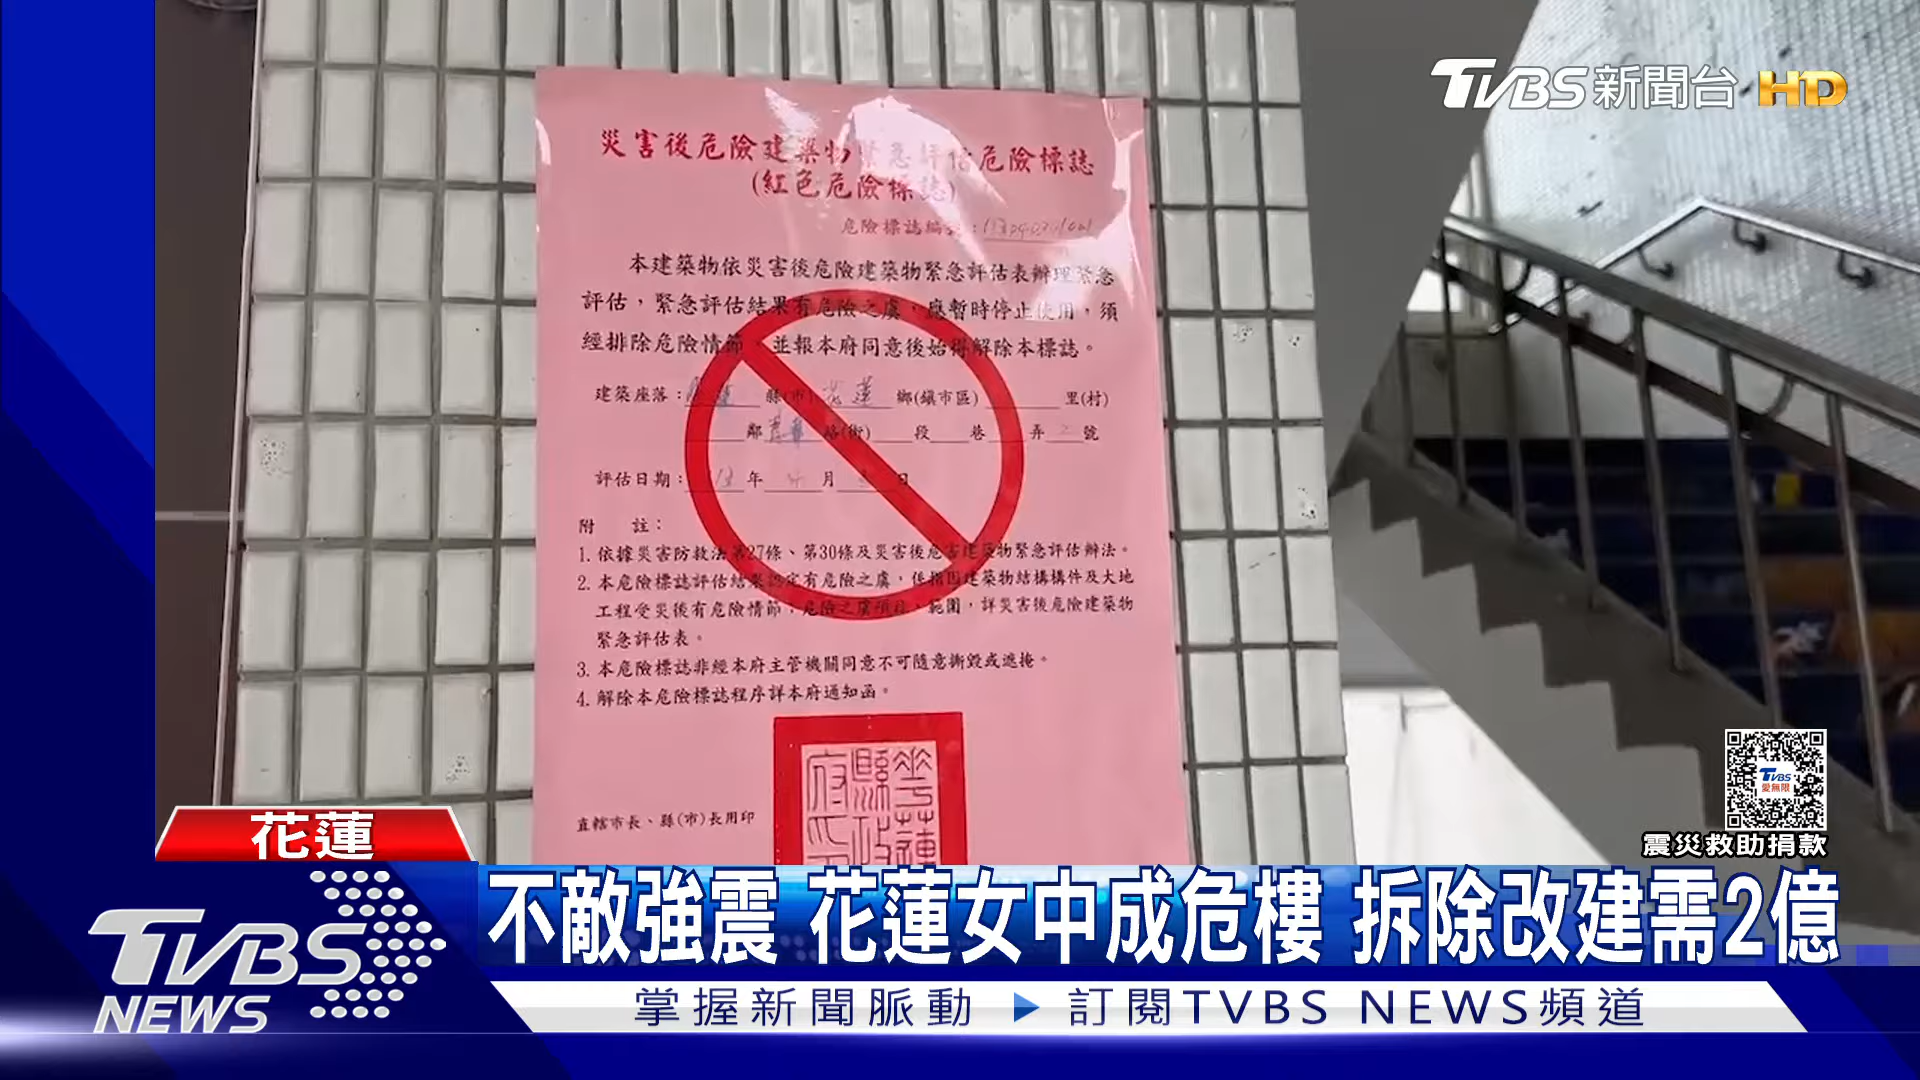 TVBS新聞台 HD
災害後危險建築物緊急評估危險標誌
(紅色危險標誌)
危險標誌編號：
本建築物依災害後危險建築物緊急評估表辦理緊急
評估，緊急評估結果有危險之虞，應暫時停止使用，須
經排除危險情節，並報本府同意後始得解除本標誌。
建築座落：花蓮縣(市)花蓮鄉(鎮市區)里(村)
鄰 路(街) 段 巷 弄 號
評估日期： 年 月 日
附 註：
1. 依據災害防救法第27條、第30條及災害後危害建築物緊急評估辦法。
2. 本危險標誌評估結果認定有危險之虞，係指因建築物結構構件及大地
工程受災後有危險情節；危險之虞 範圍，詳災害後危險建築物
緊急評估表。
3. 本危險標誌非經本府主管機關同意不可隨意撕毀或遮掩。
4. 解除本危險標誌程序詳本府通知函。
直轄市長、縣(市)長用印
花蓮
縣政
府印
TVBS
愛無限
震災救助捐款
花蓮
不敵強震 花蓮女中成危樓 拆除改建需2億
TVBS
NEWS
掌握新聞脈動 ▶ 訂閱TVBS NEWS頻道